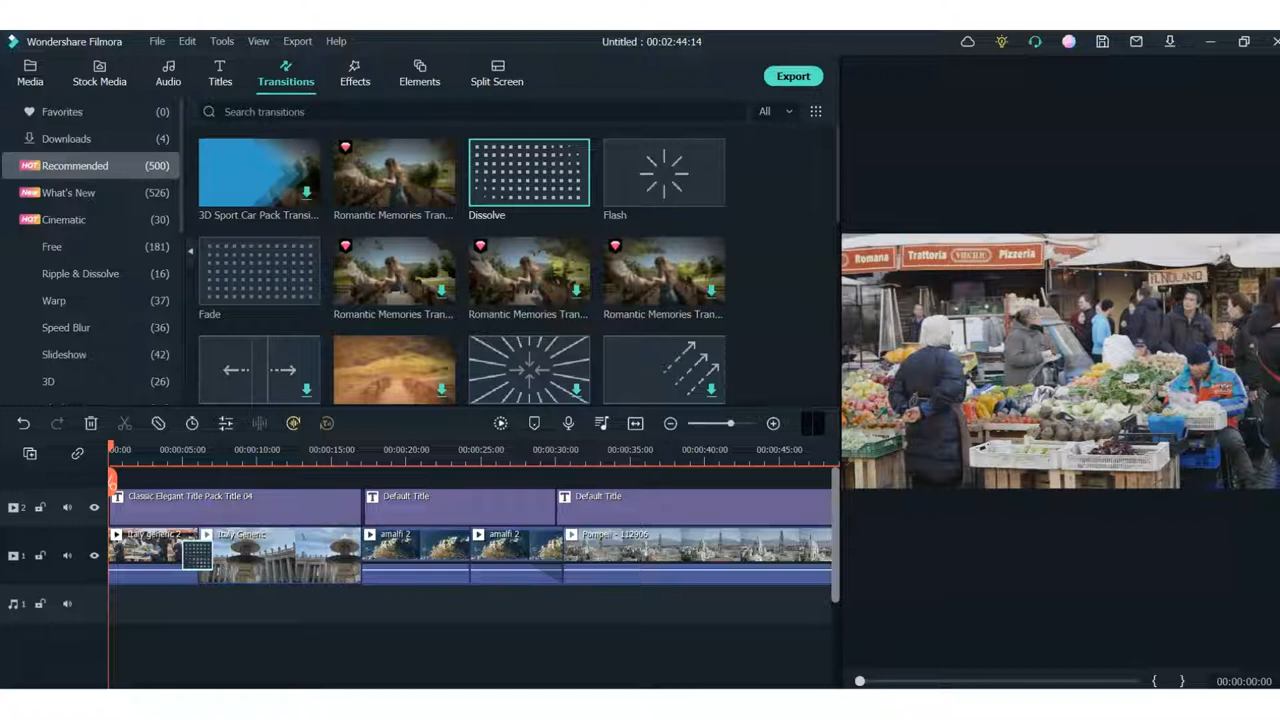 Wondershare Filmora File Edit Tools View Export Help Untitled : 00:02:44:14
Media Stock Media Audio Titles Transitions Effects Elements Split Screen Export
Favorites (0) Search transitions All
Downloads (4)
HOT Recommended (500)
New What's New (526)
HOT Cinematic (30)
Free (181)
Ripple & Dissolve (16)
Warp (37)
Speed Blur (36)
Slideshow (42)
3D (26)
3D Sport Car Pack Transi... Romantic Memories Tran... Dissolve Flash
Fade Romantic Memories Tran... Romantic Memories Tran... Romantic Memories Tran...
Romana Trattoria Pizzeria
00:00 00:00:05:00 00:00:10:00 00:00:15:00 00:00:20:00 00:00:25:00 00:00:30:00 00:00:35:00 00:00:40:00 00:00:45:00
2 T Classic Elegant Title Pack Title 04 T Default Title T Default Title
1 Italy generic 2 Italy Generic amalfi 2 amalfi 2 Pompeii - 112906
1
{ } 00:00:00:00